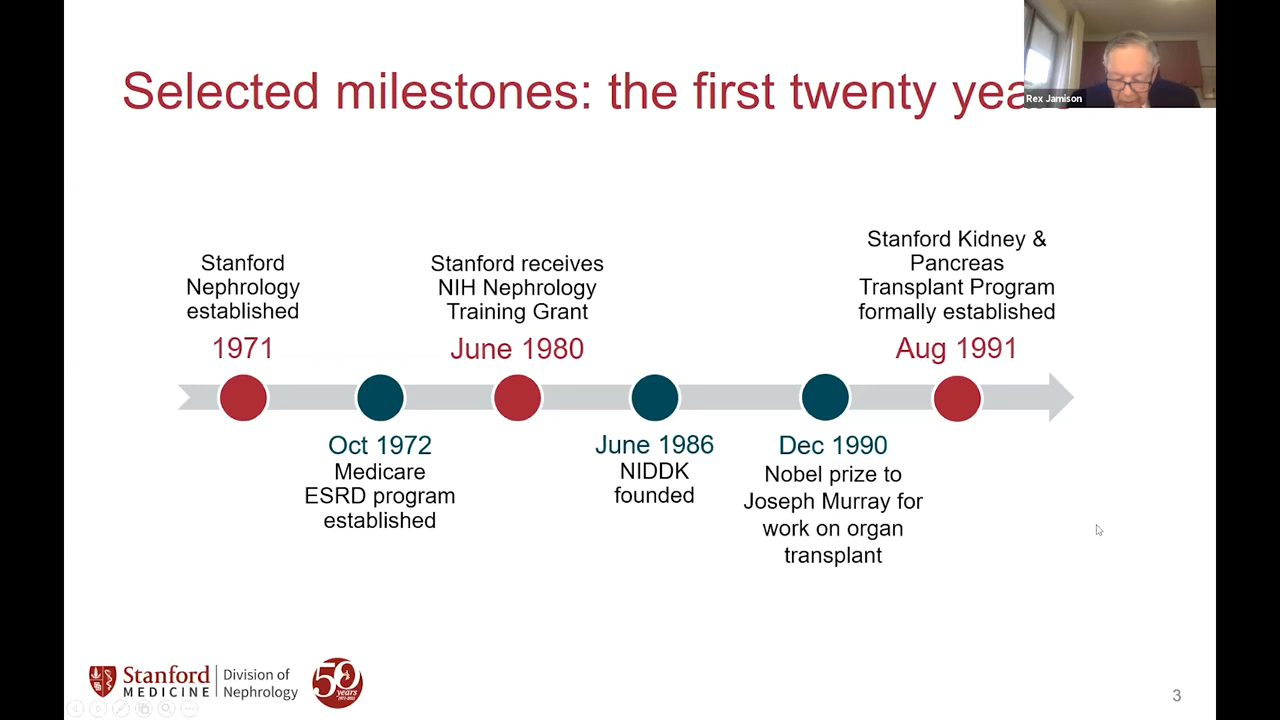 Selected milestones: the first twenty yea
Rex Jamison
Stanford
Nephrology
established
1971
Oct 1972
Medicare
ESRD program
established
Stanford receives
NIH Nephrology
Training Grant
June 1980
June 1986
NIDDK
founded
Dec 1990
Nobel prize to
Joseph Murray for
work on organ
transplant
Stanford Kidney &
Pancreas
Transplant Program
formally established
Aug 1991
Stanford
MEDICINE
Division of
Nephrology
50
years
3